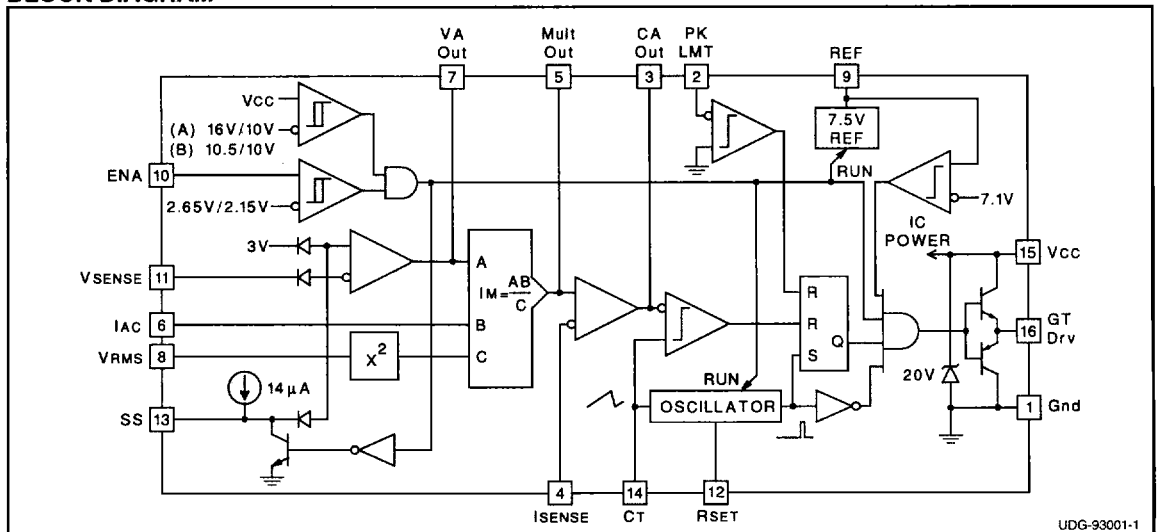 BLOCK DIAGRAM
VA Out
7
Mult Out
5
CA Out
3
PK LMT
2
REF
9
VCC
(A) 16V/10V
(B) 10.5/10V
ENA 10
2.65V/2.15V
7.5V REF
RUN
7.1V
IC POWER
15 VCC
3V
VSENSE 11
A
IM=AB/C
IAC 6
B
VRMS 8
X2
C
R
R
S
Q
16 GT Drv
20V
14µA
SS 13
RUN
OSCILLATOR
1 Gnd
4
ISENSE
14
CT
12
RSET
UDG-93001-1